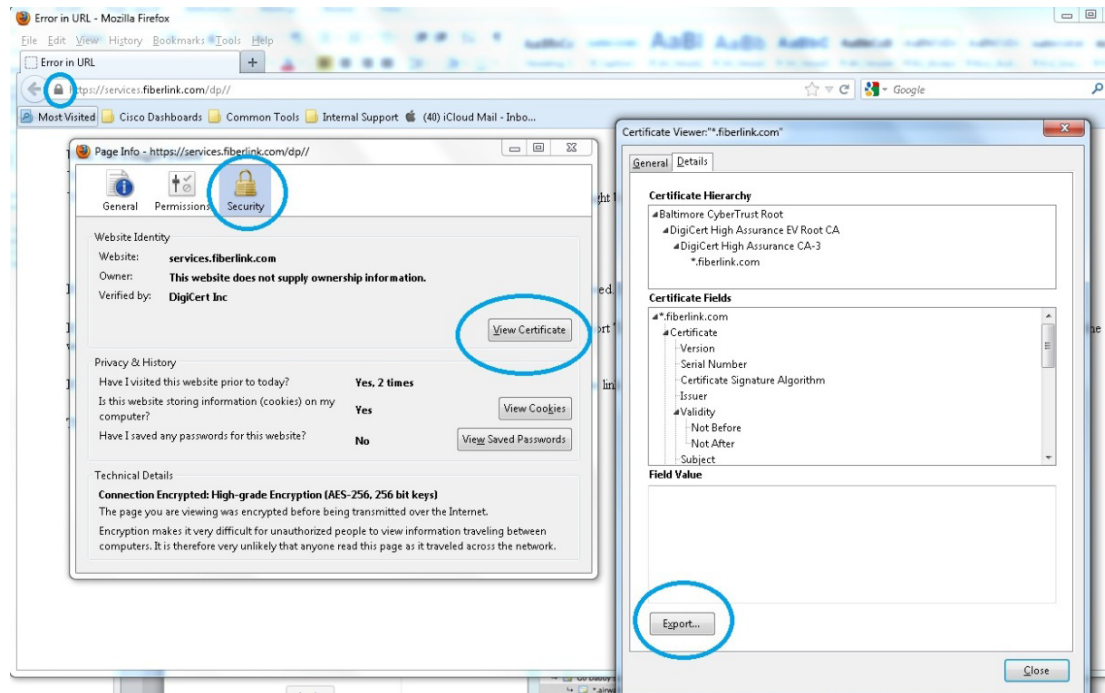 Error in URL - Mozilla Firefox
File Edit View History Bookmarks Tools Help
Error in URL
https://services.fiberlink.com/dp//
Google
Most Visited Cisco Dashboards Common Tools Internal Support (40) iCloud Mail - Inbo...
Page Info - https://services.fiberlink.com/dp//
General Permissions Security
Website Identity
Website: services.fiberlink.com
Owner: This website does not supply ownership information.
Verified by: DigiCert Inc
View Certificate
Privacy & History
Have I visited this website prior to today? Yes, 2 times
Is this website storing information (cookies) on my computer? Yes View Cookies
Have I saved any passwords for this website? No View Saved Passwords
Technical Details
Connection Encrypted: High-grade Encryption (AES-256, 256 bit keys)
The page you are viewing was encrypted before being transmitted over the Internet.
Encryption makes it very difficult for unauthorized people to view information traveling between
computers. It is therefore very unlikely that anyone read this page as it traveled across the network.
Certificate Viewer:"*.fiberlink.com"
General Details
Certificate Hierarchy
Baltimore CyberTrust Root
DigiCert High Assurance EV Root CA
DigiCert High Assurance CA-3
*.fiberlink.com
Certificate Fields
*.fiberlink.com
Certificate
Version
Serial Number
Certificate Signature Algorithm
Issuer
Validity
Not Before
Not After
Subject
Field Value
Export...
Close